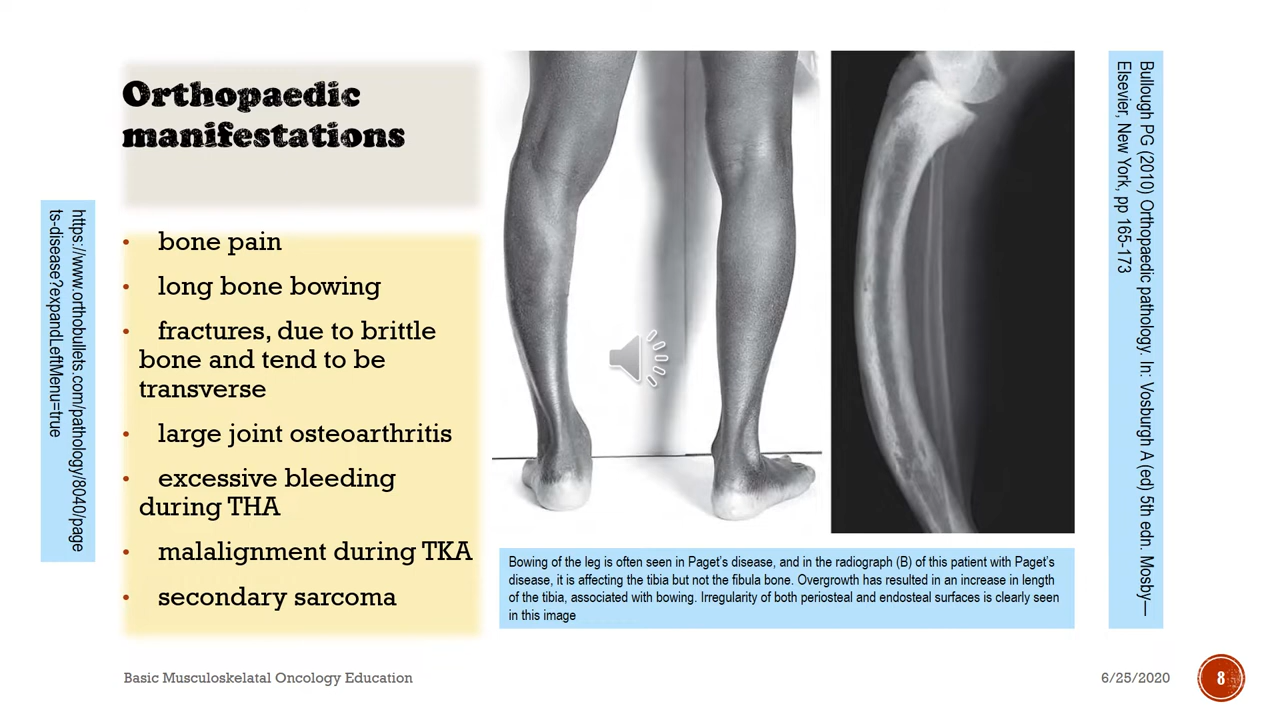 Orthopaedic
manifestations
https://www.orthobullets.com/pathology/8040/page
ts-disease?expandLeftMenu=true
• bone pain
• long bone bowing
• fractures, due to brittle
bone and tend to be
transverse
• large joint osteoarthritis
• excessive bleeding
during THA
• malalignment during TKA
• secondary sarcoma
Bowing of the leg is often seen in Paget's disease, and in the radiograph (B) of this patient with Paget's
disease, it is affecting the tibia but not the fibula bone. Overgrowth has resulted in an increase in length
of the tibia, associated with bowing. Irregularity of both periosteal and endosteal surfaces is clearly seen
in this image
Bullough PG (2010) Orthopaedic pathology. In: Vosburgh A (ed) 5th edn. Mosby—
Elsevier, New York, pp 165-173
Basic Musculoskelatal Oncology Education
6/25/2020
8